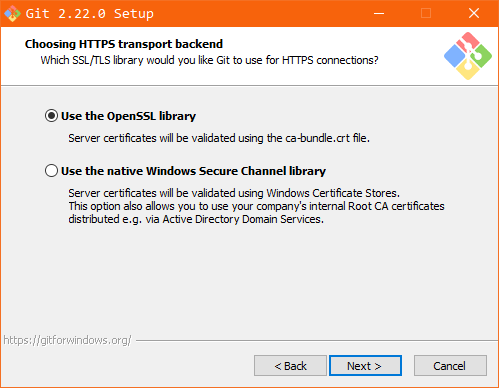 Git 2.22.0 Setup
Choosing HTTPS transport backend
Which SSL/TLS library would you like Git to use for HTTPS connections?
Use the OpenSSL library
Server certificates will be validated using the ca-bundle.crt file.
Use the native Windows Secure Channel library
Server certificates will be validated using Windows Certificate Stores.
This option also allows you to use your company's internal Root CA certificates
distributed e.g. via Active Directory Domain Services.
https://gitforwindows.org/
< Back
Next >
Cancel